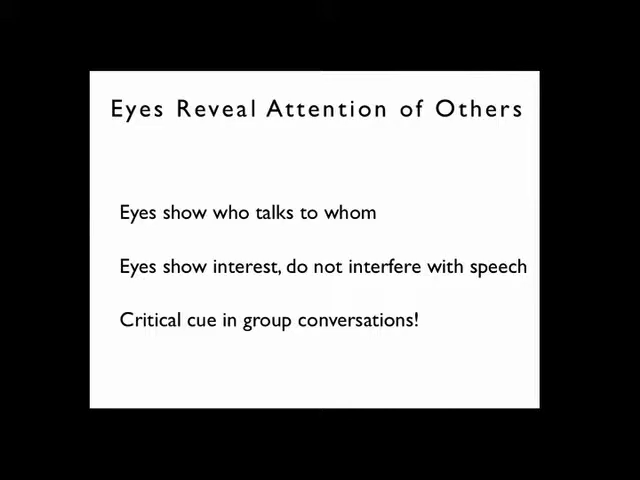 Eyes Reveal Attention of Others
Eyes show who talks to whom
Eyes show interest, do not interfere with speech
Critical cue in group conversations!